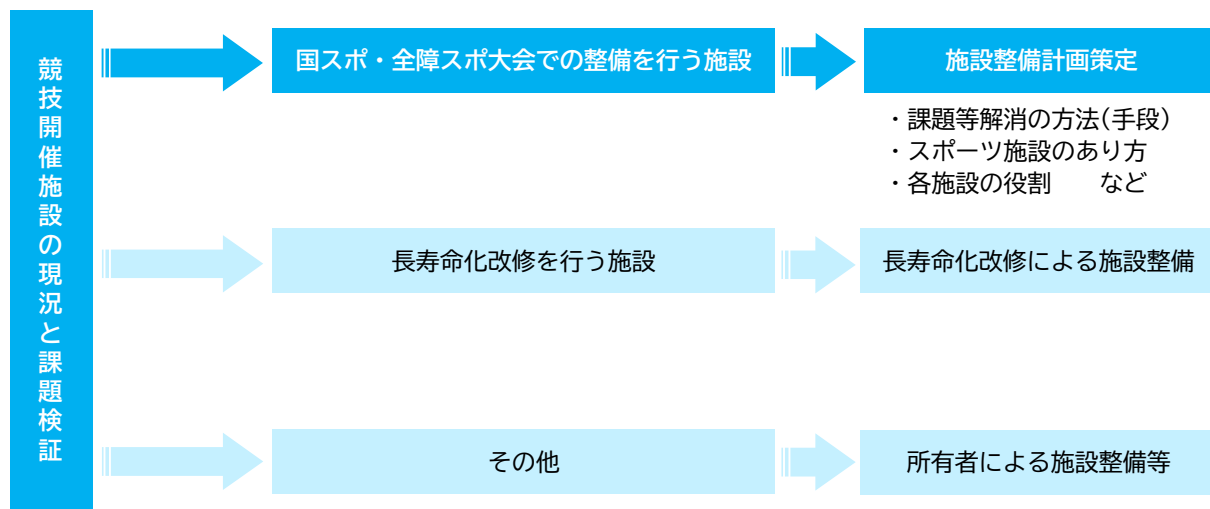 競技開催施設の現況と課題検証
国スポ・全障スポ大会での整備を行う施設
施設整備計画策定
・課題等解消の方法(手段)
・スポーツ施設のあり方
・各施設の役割　　など
長寿命化改修を行う施設
長寿命化改修による施設整備
その他
所有者による施設整備等